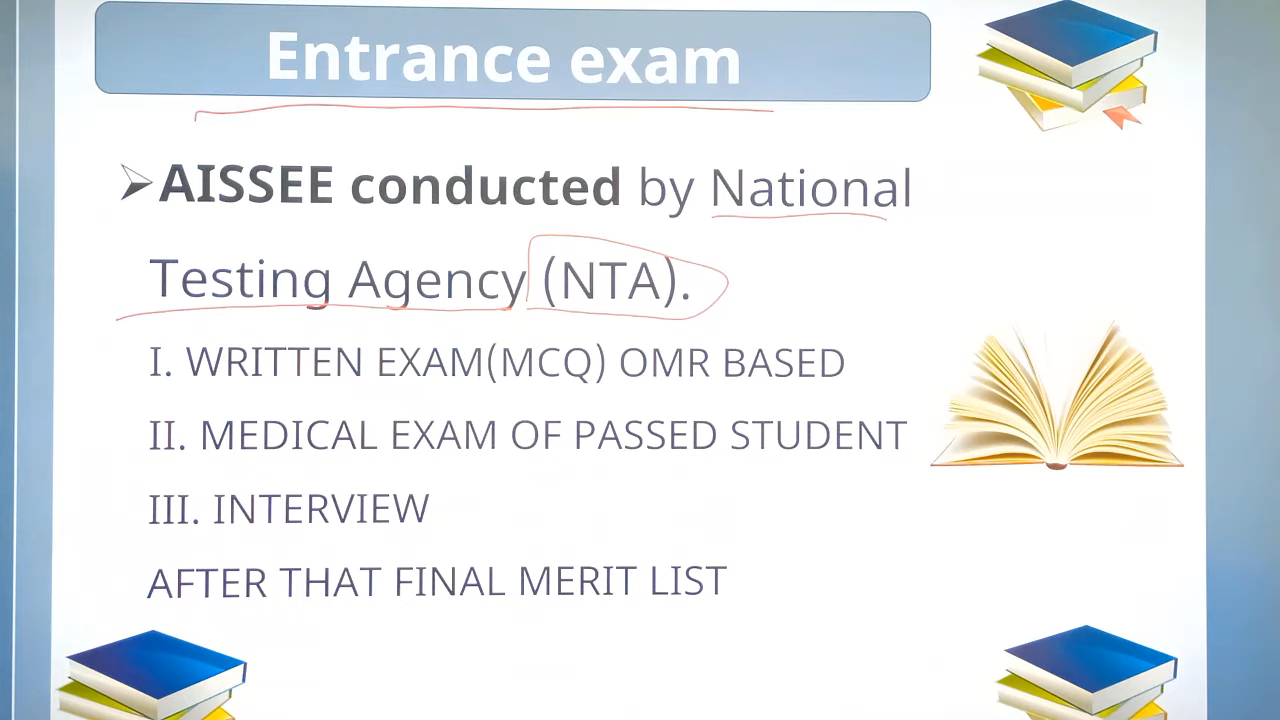 Entrance exam
➢AISSEE conducted by National
Testing Agency (NTA).
I. WRITTEN EXAM(MCQ) OMR BASED
II. MEDICAL EXAM OF PASSED STUDENT
III. INTERVIEW
AFTER THAT FINAL MERIT LIST